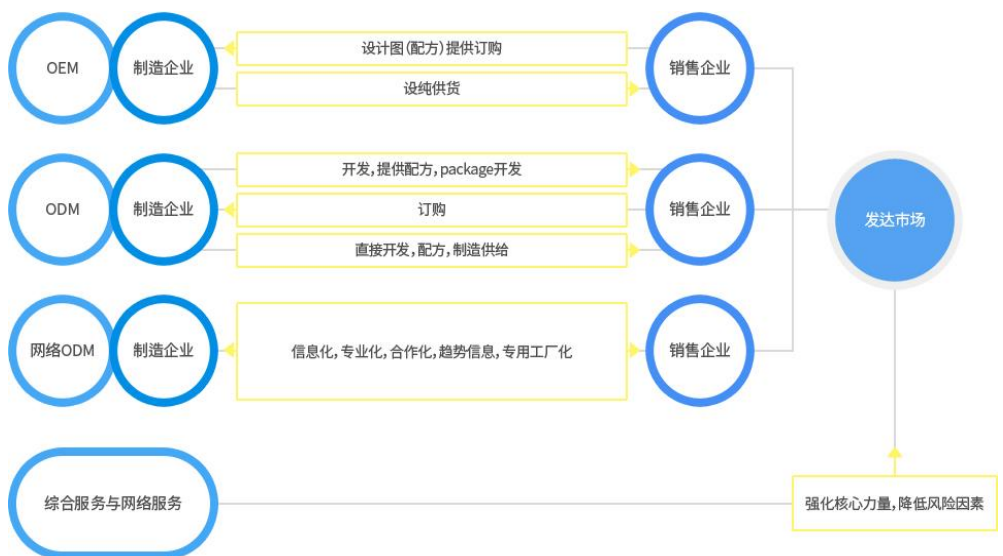 OEM
制造企业
设计图(配方)提供订购
设纯供货
销售企业
ODM
制造企业
开发,提供配方,package开发
订购
直接开发,配方,制造供给
销售企业
发达市场
网络ODM
制造企业
信息化,专业化,合作化,趋势信息,专用工厂化
销售企业
综合服务与网络服务
强化核心力量,降低风险因素